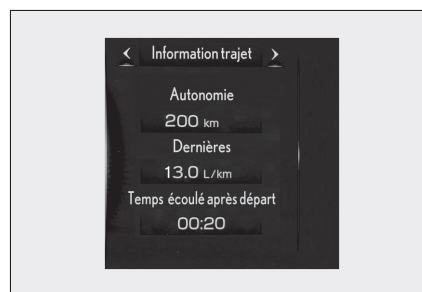 Information trajet
Autonomie
200 km
Dernières
13.0 L/km
Temps écoulé après départ
00:20